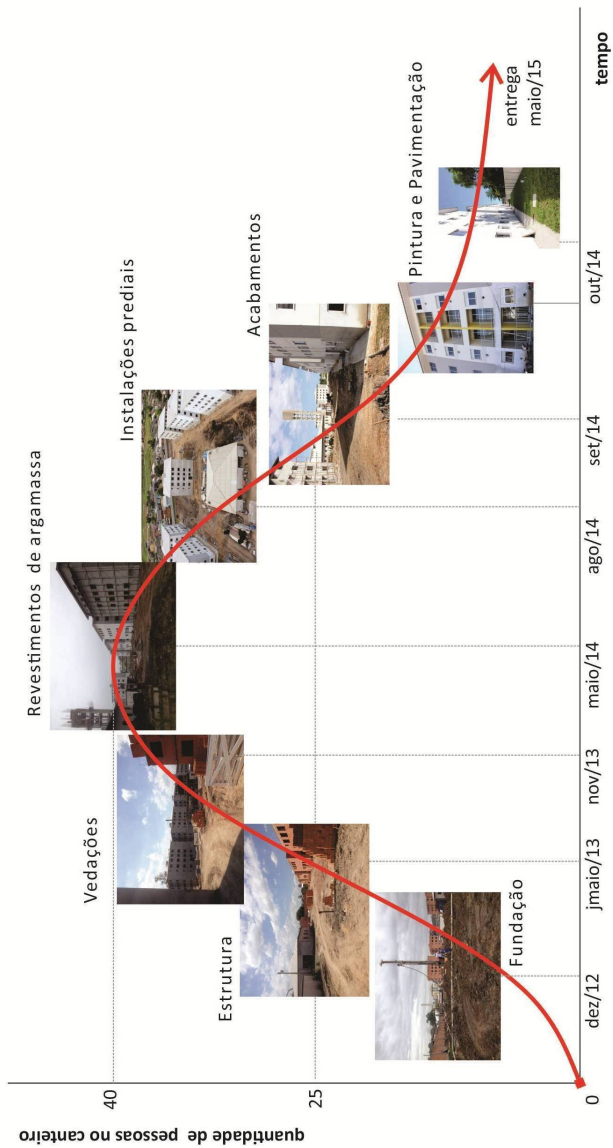 quantidade de pessoas no canteiro
40
25
0
Fundação
Estrutura
Vedações
Revestimentos de argamassa
Instalações prediais
Acabamentos
Pintura e Pavimentação
entrega
maio/15
dez/12
jmaio/13
nov/13
maio/14
ago/14
set/14
out/14
tempo